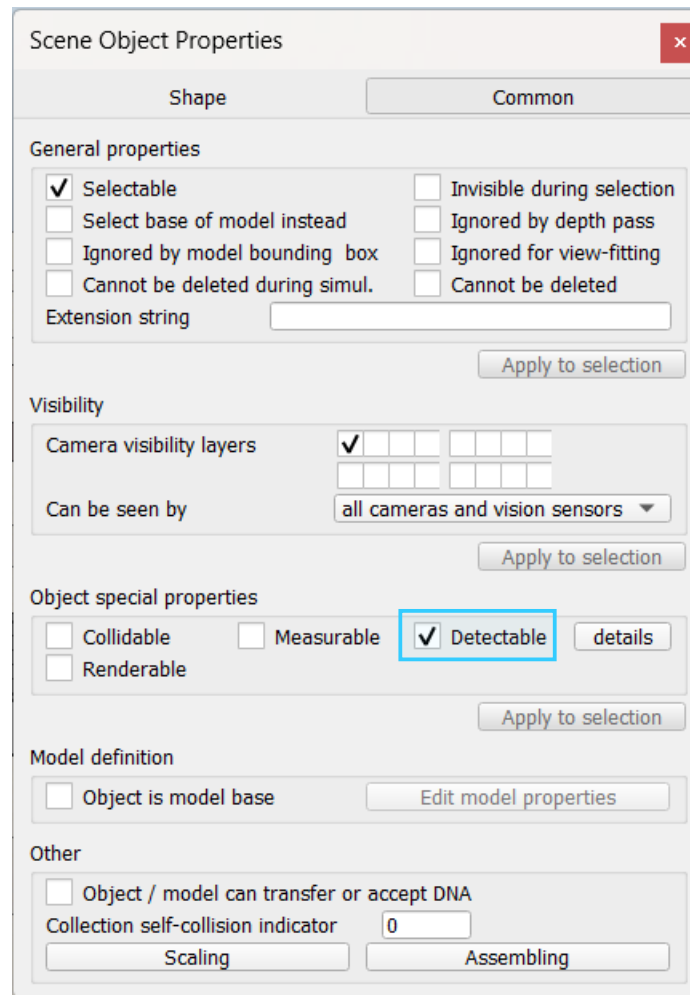 Scene Object Properties
x
Shape Common
General properties
Selectable Invisible during selection
Select base of model instead Ignored by depth pass
Ignored by model bounding box Ignored for view-fitting
Cannot be deleted during simul. Cannot be deleted
Extension string
Apply to selection
Visibility
Camera visibility layers
Can be seen by all cameras and vision sensors
Apply to selection
Object special properties
Collidable Measurable Detectable details
Renderable
Apply to selection
Model definition
Object is model base Edit model properties
Other
Object / model can transfer or accept DNA
Collection self-collision indicator 0
Scaling Assembling